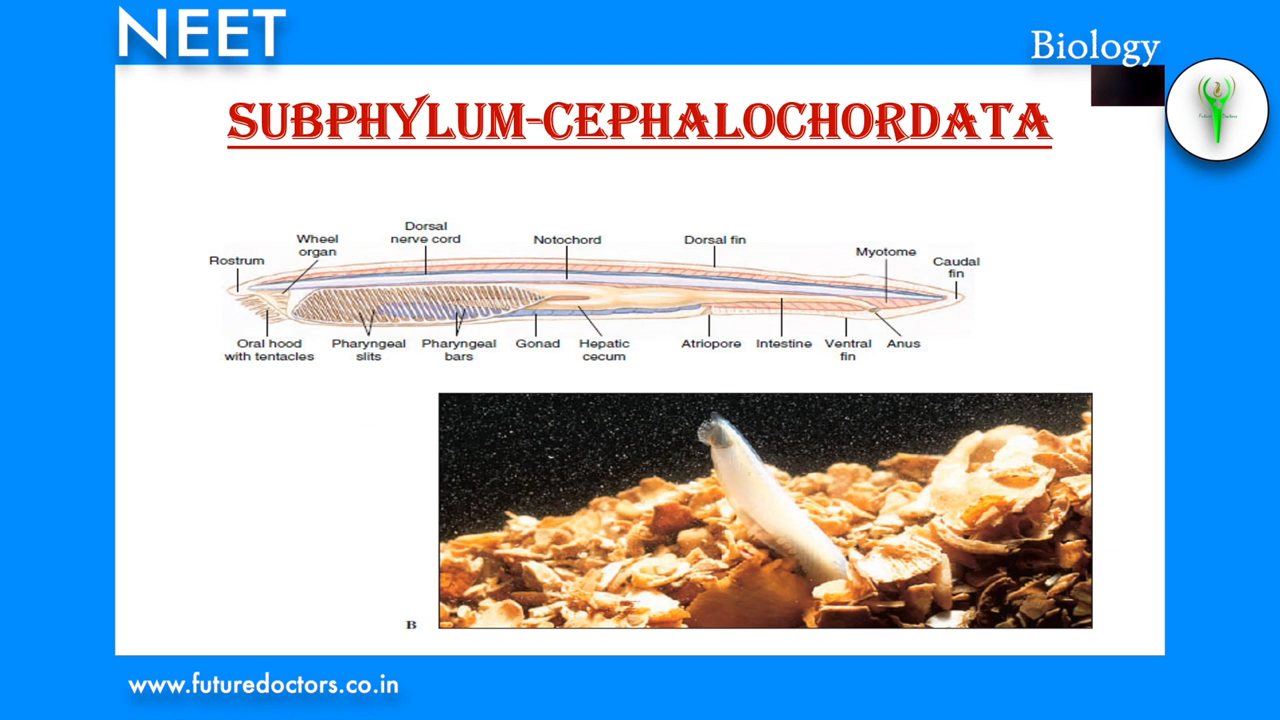 NEET
Biology
SUBPHYLUM-CEPHALOCHORDATA
Dorsal
nerve cord
Wheel
organ
Notochord
Dorsal fin
Myotome
Caudal
fin
Rostrum
Oral hood
with tentacles
Pharyngeal
slits
Pharyngeal
bars
Gonad
Hepatic
cecum
Atriopore
Intestine
Ventral
fin
Anus
B
www.futuredoctors.co.in